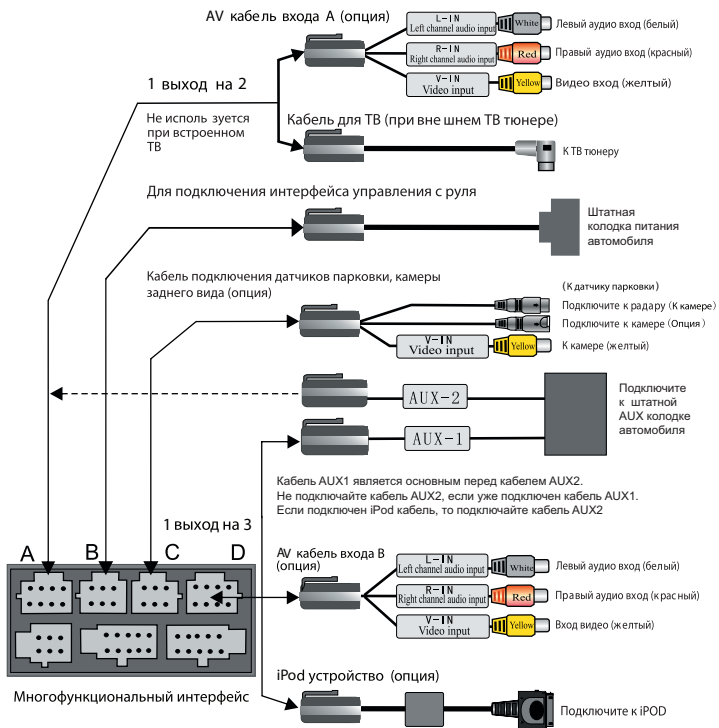 AV кабель входа A (опция)
L-IN
Left channel audio input
White
Левый аудио вход (белый)
R-IN
Right channel audio input
Red
Правый аудио вход (красный)
V-IN
Video input
Yellow
Видео вход (желтый)
1 выход на 2
Не исполь зуется
при встроенном
ТВ
Кабель для ТВ (при вне шнем ТВ тюнере)
К ТВ тюнеру
Для подключения интерфейса управления с руля
Штатная
колодка питания
автомобиля
Кабель подключения датчиков парковки, камеры
заднего вида (опция)
(К датчику парковки)
Подключите к радару (К камере)
Подключите к камере (Опция)
V-IN
Video input
Yellow
К камере (желтый)
AUX-2
AUX-1
Подключите
к штатной
AUX колодке
автомобиля
Кабель AUX1 является основным перед кабелем AUX2.
Не подключайте кабель AUX2, если уже подключен кабель AUX1.
Если подключен iPod кабель, то подключайте кабель AUX2
1 выход на 3
A B C D
AV кабель входа B
(опция)
L-IN
Left channel audio input
White
Левый аудио вход (белый)
R-IN
Right channel audio input
Red
Правый аудио вход (красный)
V-IN
Video input
Yellow
Вход видео (желтый)
Многофункциональный интерфейс
iPod устройство (опция)
Подключите к iPOD